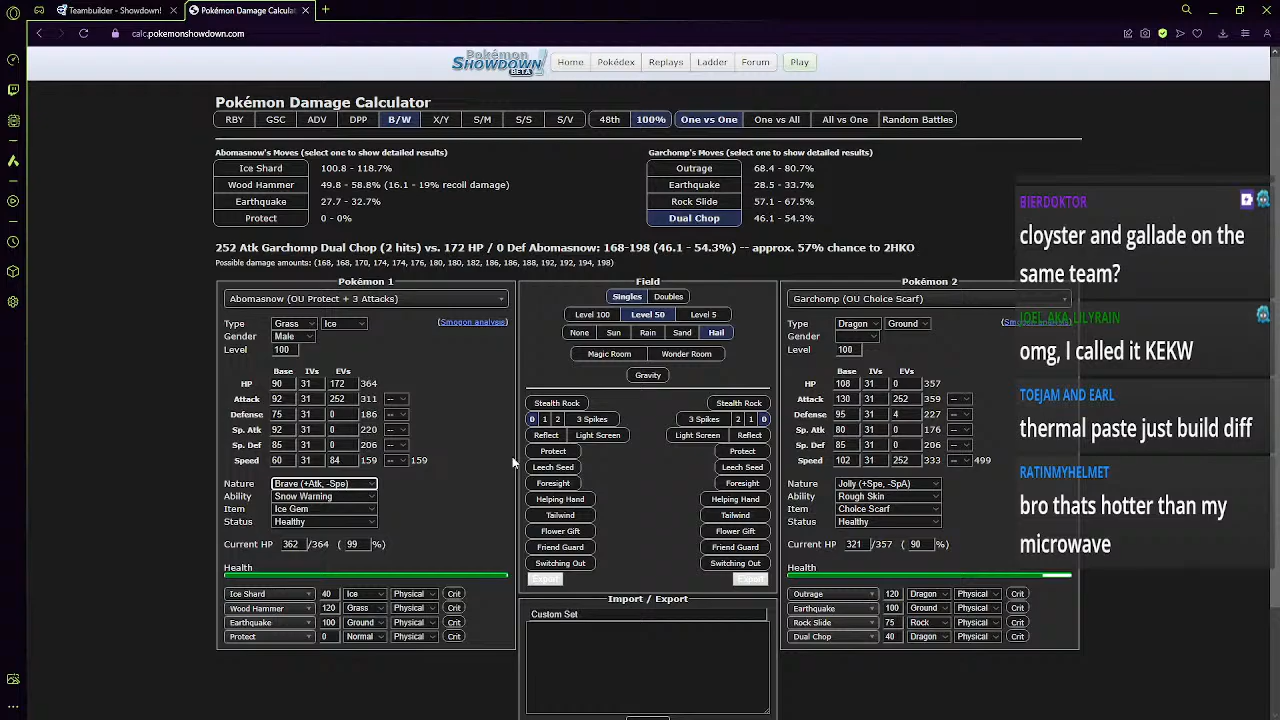 Teambuilder - Showdown!
Pokémon Damage Calculat
calc.pokemonshowdown.com
Pokémon
SHOWDOWN!
BETA
Home
Pokédex
Replays
Ladder
Forum
Play
Pokémon Damage Calculator
RBY GSC ADV DPP B/W X/Y S/M S/S S/V
48th 100%
One vs One One vs All All vs One Random Battles
Abomasnow's Moves (select one to show detailed results)
Ice Shard 100.8 - 118.7%
Wood Hammer 49.8 - 58.8% (16.1 - 19% recoil damage)
Earthquake 27.7 - 32.7%
Protect 0 - 0%
Garchomp's Moves (select one to show detailed results)
Outrage 68.4 - 80.7%
Earthquake 28.5 - 33.7%
Rock Slide 57.1 - 67.5%
Dual Chop 46.1 - 54.3%
252 Atk Garchomp Dual Chop (2 hits) vs. 172 HP / 0 Def Abomasnow: 168-198 (46.1 - 54.3%) -- approx. 57% chance to 2HKO
Possible damage amounts: (168, 168, 170, 174, 174, 176, 180, 180, 182, 186, 186, 188, 192, 192, 194, 198)
Pokémon 1
Abomasnow (OU Protect + 3 Attacks)
Type Grass Ice (Smogon analysis)
Gender Male
Level 100
Base IVs EVs
HP 90 31 172 364
Attack 92 31 252 311 --
Defense 75 31 0 186 --
Sp. Atk 92 31 0 220 --
Sp. Def 85 31 0 206 --
Speed 60 31 84 159 -- 159
Nature Brave (+Atk, -Spe)
Ability Snow Warning
Item Ice Gem
Status Healthy
Current HP 362 /364 ( 99 %)
Health
Ice Shard 40 Ice Physical Crit
Wood Hammer 120 Grass Physical Crit
Earthquake 100 Ground Physical Crit
Protect 0 Normal Physical Crit
Field
Singles Doubles
Level 100 Level 50 Level 5
None Sun Rain Sand Hail
Magic Room Wonder Room
Gravity
Stealth Rock Stealth Rock
0 1 2 3 Spikes 3 Spikes 2 1 0
Reflect Light Screen Light Screen Reflect
Protect Protect
Leech Seed Leech Seed
Foresight Foresight
Helping Hand Helping Hand
Tailwind Tailwind
Flower Gift Flower Gift
Friend Guard Friend Guard
Switching Out Switching Out
Export Export
Import / Export
Custom Set
Pokémon 2
Garchomp (OU Choice Scarf)
Type Dragon Ground
Gender
Level 100
Base IVs EVs
HP 108 31 0 357
Attack 130 31 252 359 --
Defense 95 31 4 227 --
Sp. Atk 80 31 0 176 --
Sp. Def 85 31 0 206 --
Speed 102 31 252 333 -- 499
Nature Jolly (+Spe, -SpA)
Ability Rough Skin
Item Choice Scarf
Status Healthy
Current HP 321 /357 ( 90 %)
Health
Outrage 120 Dragon Physical Crit
Earthquake 100 Ground Physical Crit
Rock Slide 75 Rock Physical Crit
Dual Chop 40 Dragon Physical Crit
BIERDOKTOR
cloyster and gallade on the
same team?
JOEL AKA LILYRAIN
omg, I called it KEKW
TOEJAM AND EARL
thermal paste just build diff
RATINMYHELMET
bro thats hotter than my
microwave